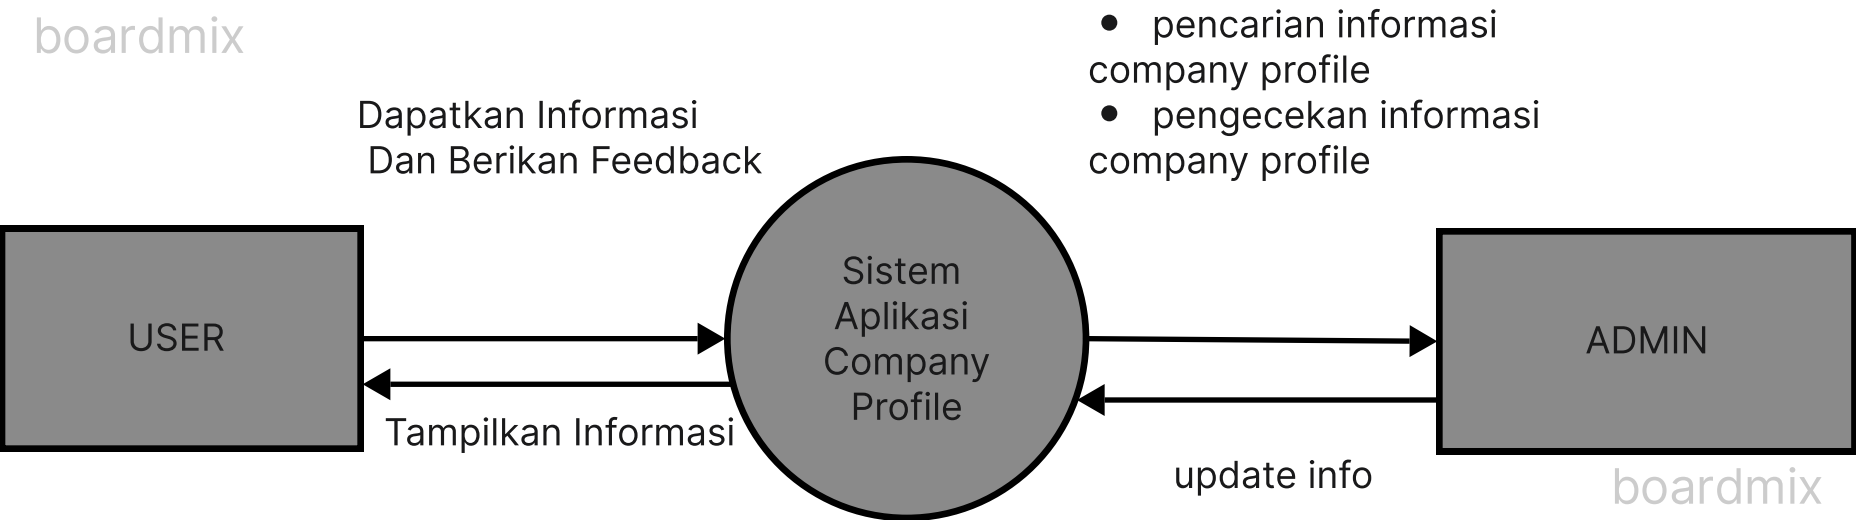 boardmix
• pencarian informasi
company profile
• pengecekan informasi
company profile
Dapatkan Informasi
Dan Berikan Feedback
USER
Sistem
Aplikasi
Company
Profile
ADMIN
Tampilkan Informasi
update info
boardmix